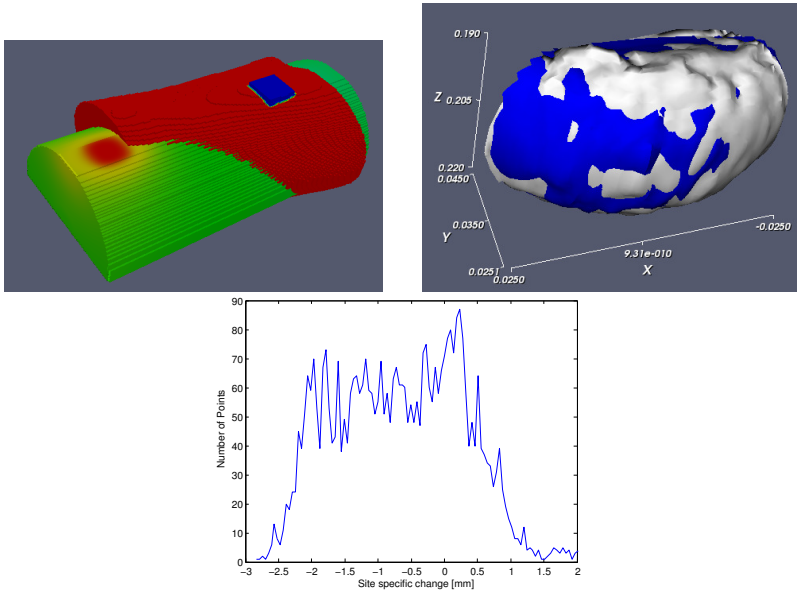 0.190
Z
0.205
0.220
0.0450
Y
0.0350
0.0251
0.0250
9.31e-010
X
-0.0250
90
80
70
60
50
40
30
20
10
0
Number of Points
−3 −2.5 −2 −1.5 −1 −0.5 0 0.5 1 1.5 2
Site specific change [mm]